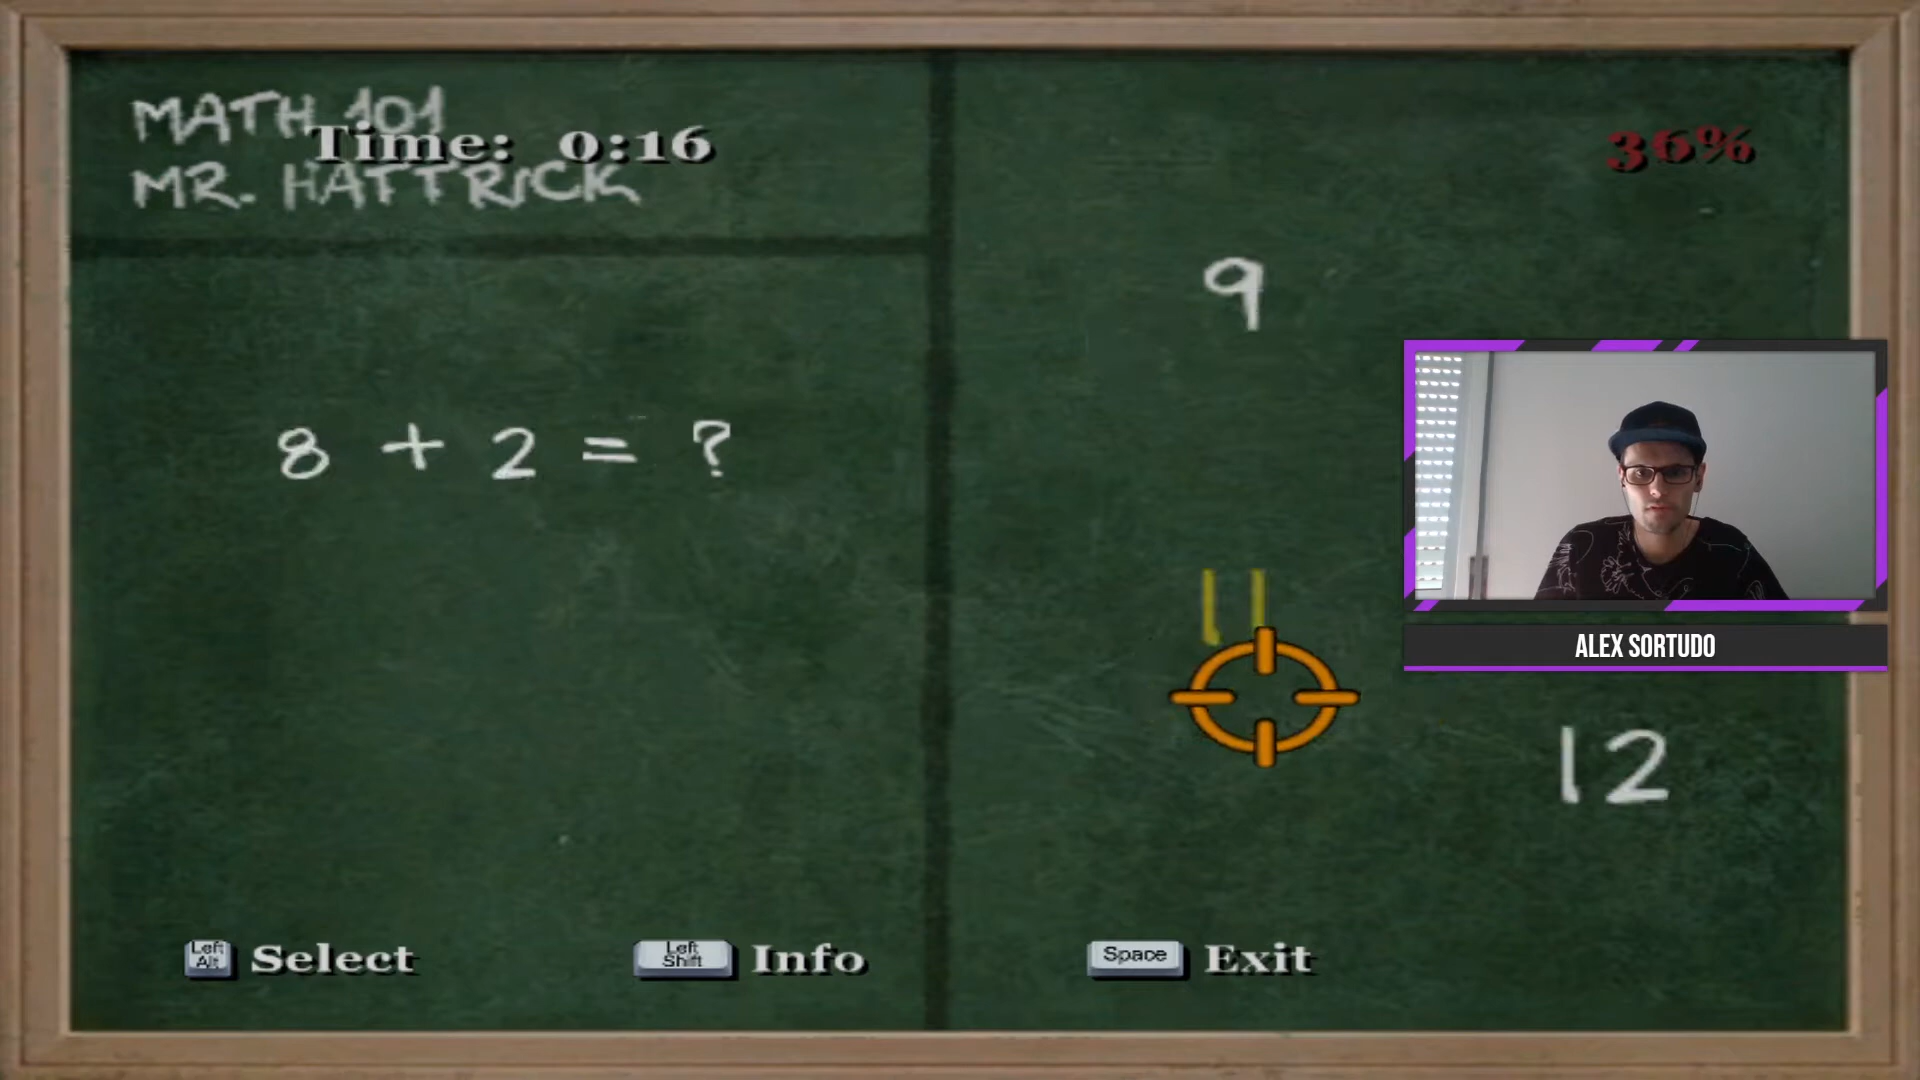 MATH 101
Time: 0:16
MR. HATTRICK
36%
8 + 2 = ?
9
11
12
ALEX SORTUDO
Left Alt Select
Left Shift Info
Space Exit